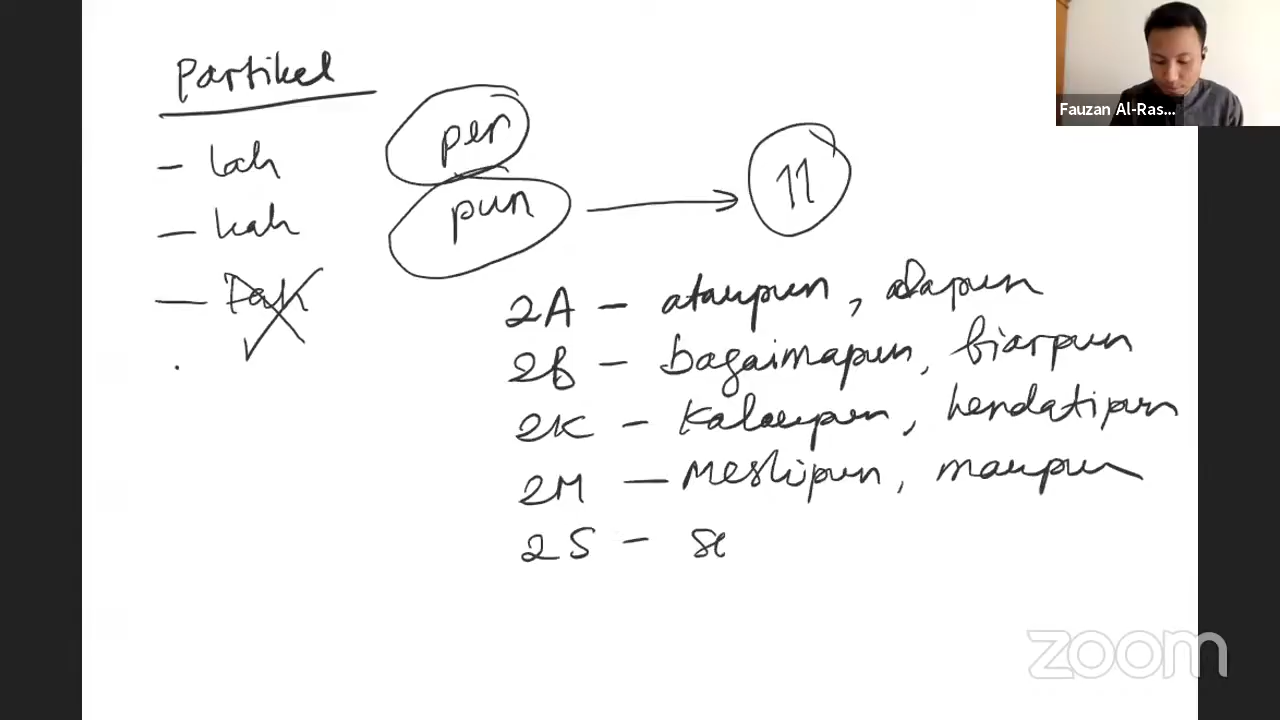 Partikel
- lah
per
- kah
pun → 11
- Tah
2A - ataupun, adapun
2B - bagaimapun, biarpun
2K - Kalaupun, kendatipun
2M - Meskipun, maupun
2S - se
Fauzan Al-Ras...
zoom